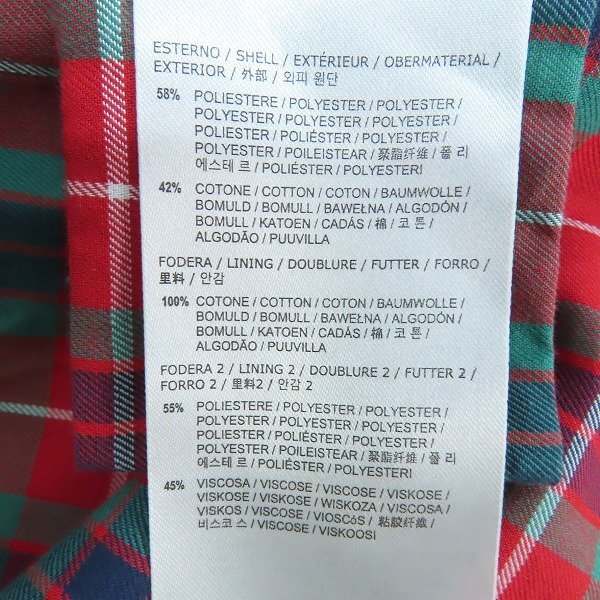 ESTERNO / SHELL / EXTÉRIEUR / OBERMATERIAL /
EXTERIOR / 外部 / 외피 원단
58% POLIESTERE / POLYESTER / POLYESTER /
POLYESTER / POLYESTER / POLYESTER /
POLIESTER / POLIÉSTER / POLYESTER /
POLYESTER / POILEISTEAR / 聚酯纤维 / 폴 리
에스테 르 / POLIÉSTER / POLYESTERI
42% COTONE / COTTON / COTON / BAUMWOLLE /
BOMULD / BOMULL / BAWEŁNA / ALGODÓN /
BOMULL / KATOEN / CADÁS / 棉 / 코 튼 /
ALGODÃO / PUUVILLA
FODERA / LINING / DOUBLURE / FUTTER / FORRO /
里料 / 안감
100% COTONE / COTTON / COTON / BAUMWOLLE /
BOMULD / BOMULL / BAWEŁNA / ALGODÓN /
BOMULL / KATOEN / CADÁS / 棉 / 코 튼 /
ALGODÃO / PUUVILLA
FODERA 2 / LINING 2 / DOUBLURE 2 / FUTTER 2 /
FORRO 2 / 里料2 / 안감 2
55% POLIESTERE / POLYESTER / POLYESTER /
POLYESTER / POLYESTER / POLYESTER /
POLIESTER / POLIÉSTER / POLYESTER /
POLYESTER / POILEISTEAR / 聚酯纤维 / 폴 리
에스테 르 / POLIÉSTER / POLYESTERI
45% VISCOSA / VISCOSE / VISCOSE / VISKOSE /
VISKOSE / VISKOSE / WISKOZA / VISCOSA /
VISKOS / VISCOSE / VIOSCÓS / 粘胶纤维 /
비스코 스 / VISCOSE / VISKOOSI